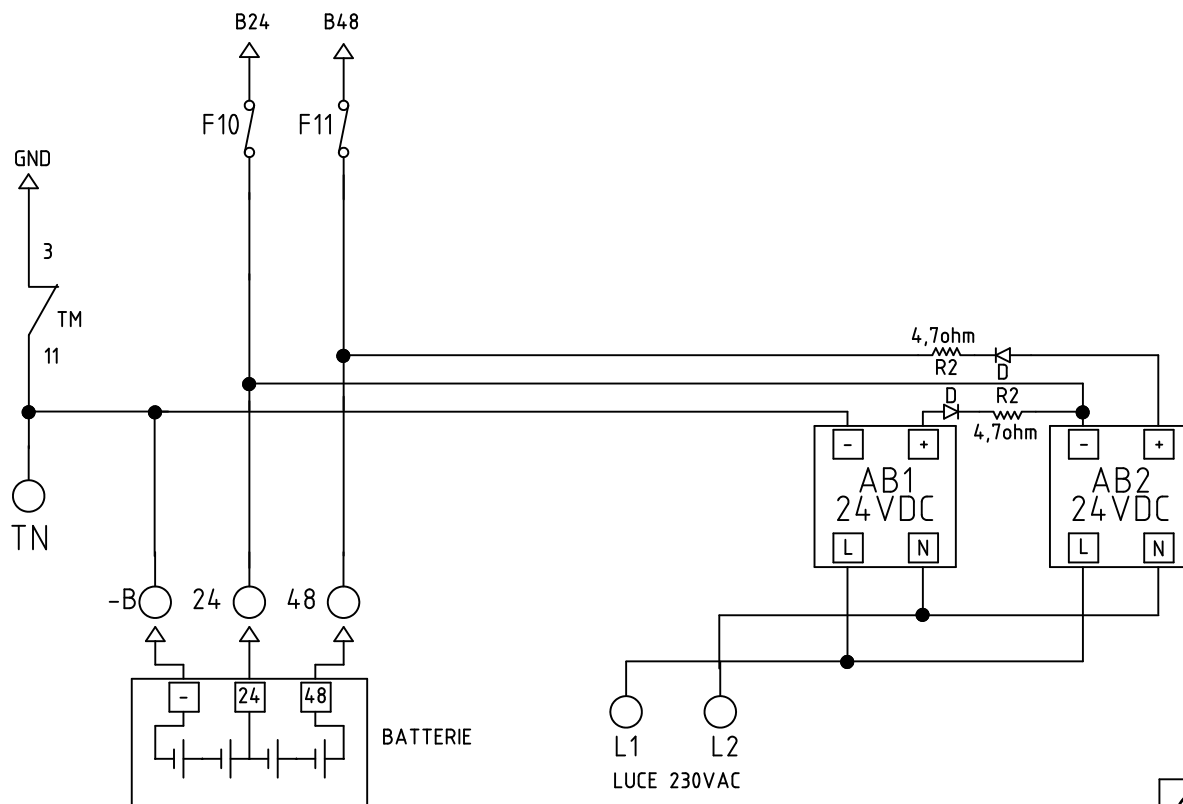 B24 B48
F10 F11
GND
3
TM
11
4,7ohm
R2 D
D R2
4,7ohm
- + - +
AB1 AB2
24VDC 24VDC
L N L N
TN
-B 24 48
- 24 48
BATTERIE
L1 L2
LUCE 230VAC